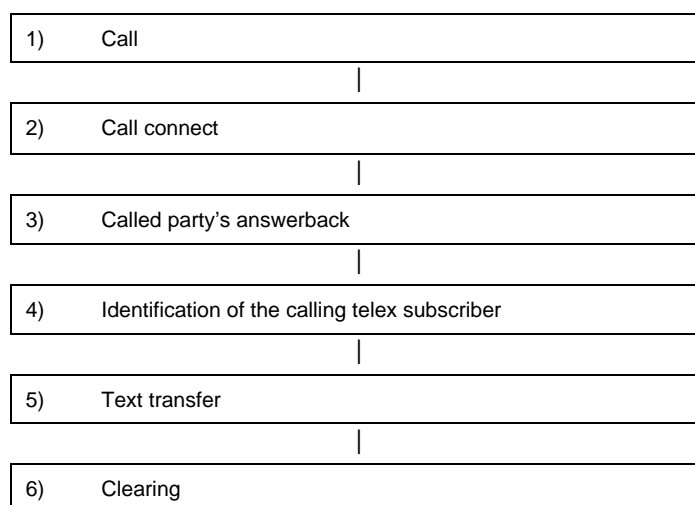 1) Call
2) Call connect
3) Called party's answerback
4) Identification of the calling telex subscriber
5) Text transfer
6) Clearing